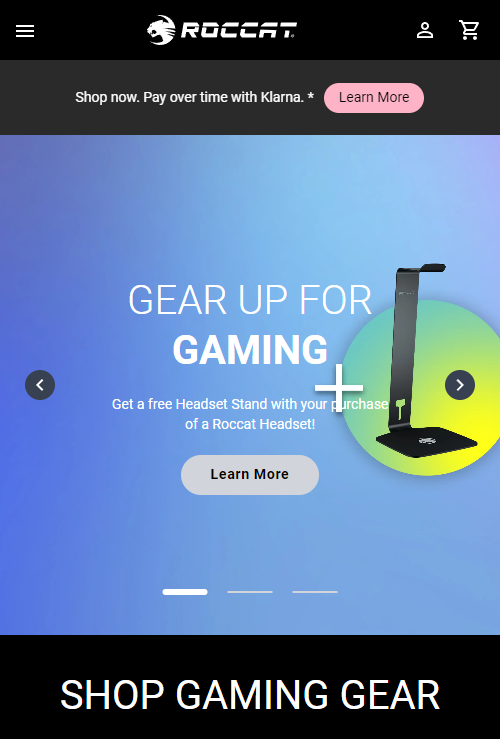 ROCCAT
Shop now. Pay over time with Klarna. *
Learn More
GEAR UP FOR
GAMING
Get a free Headset Stand with your purchase
of a Roccat Headset!
Learn More
SHOP GAMING GEAR